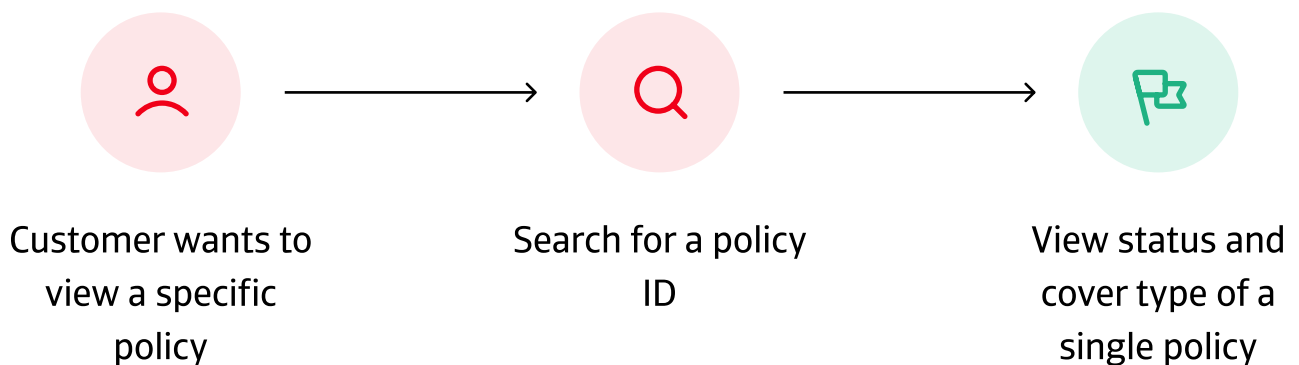 Customer wants to
view a specific
policy
Search for a policy
ID
View status and
cover type of a
single policy